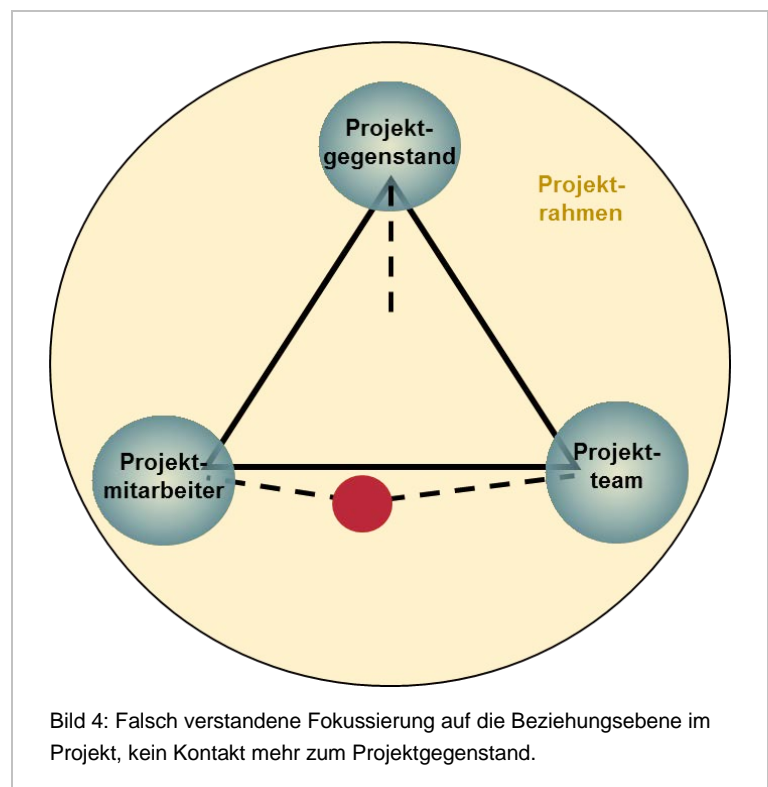 Projekt-
gegenstand
Projekt-
rahmen
Projekt-
mitarbeiter
Projekt-
team
Bild 4: Falsch verstandene Fokussierung auf die Beziehungsebene im
Projekt, kein Kontakt mehr zum Projektgegenstand.